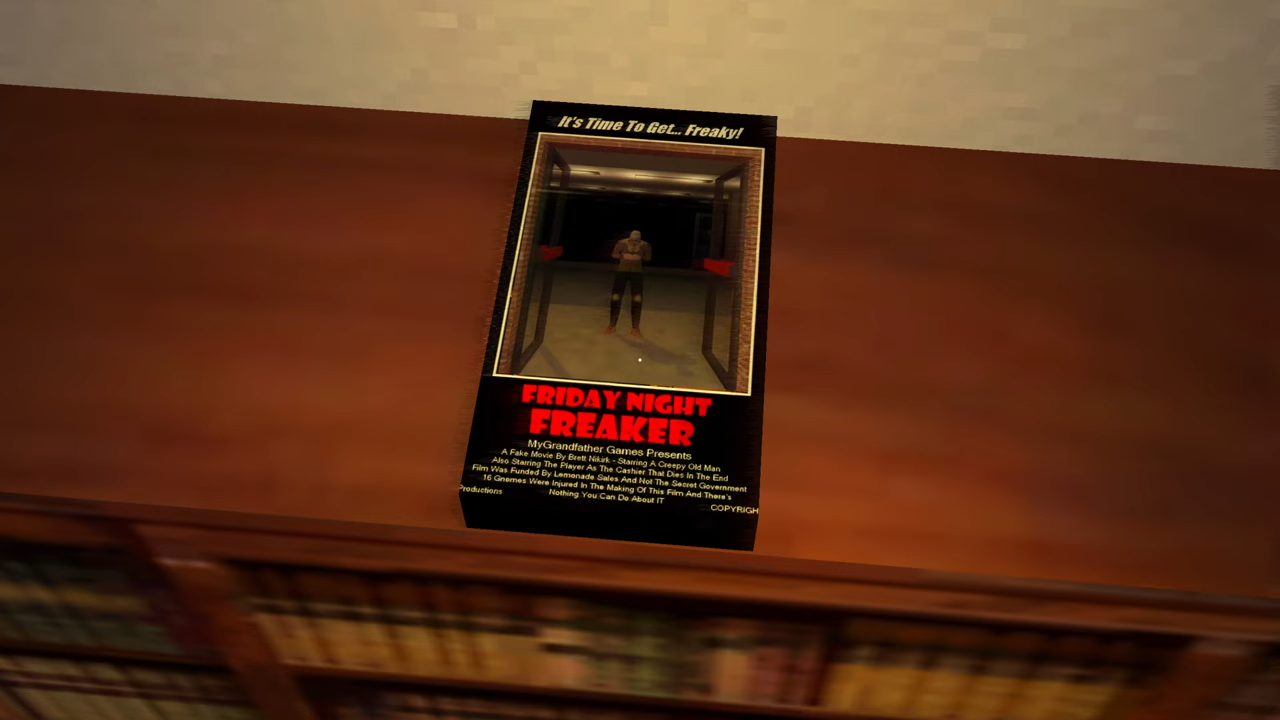 It's Time To Get... Freaky!
FRIDAY NIGHT
FREAKER
MyGrandfather Games Presents
A Fake Movie By Brett Nikirk - Starring A Creepy Old Man
Also Starring The Player As The Cashier That Dies In The End
Film Was Funded By Lemonade Sales And Not The Secret Government
16 Gnemes Were Injured In The Making Of This Film And There's
Nothing You Can Do About IT
Productions
COPYRIGH